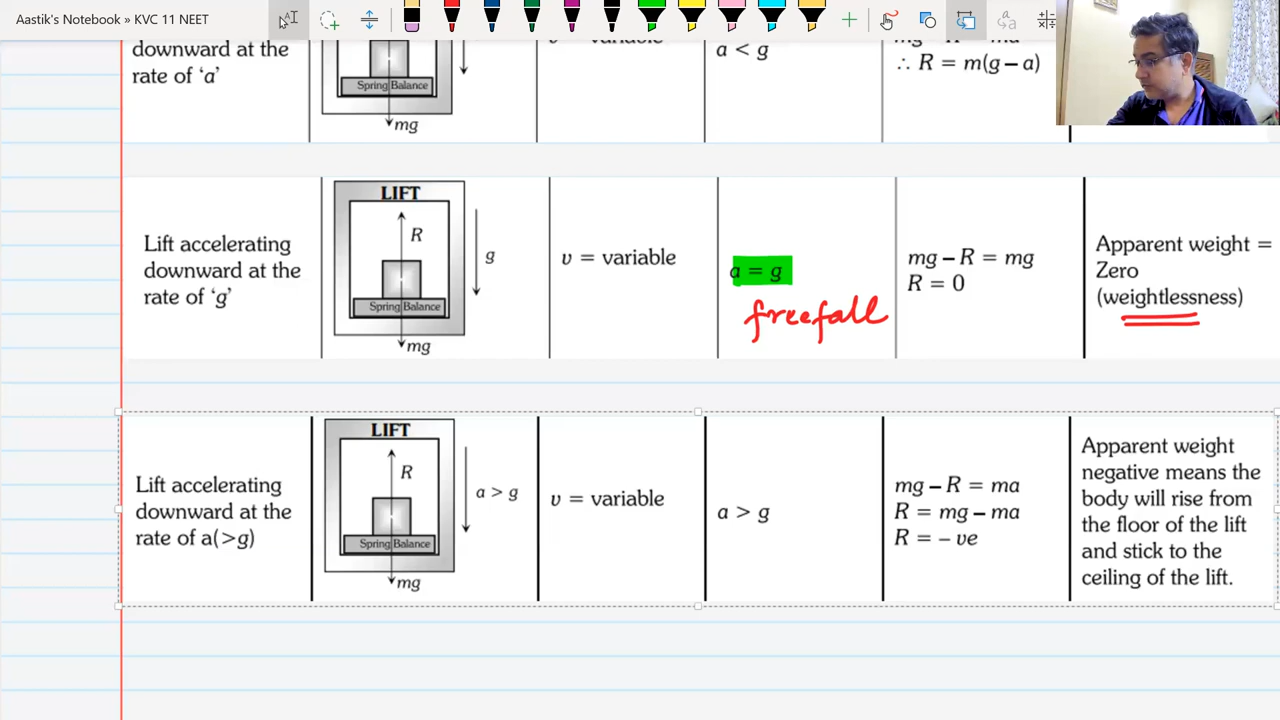 Aastik's Notebook » KVC 11 NEET
downward at the
rate of 'a'
Spring Balance
mg
a < g
∴ R = m(g – a)
Lift accelerating
downward at the
rate of 'g'
LIFT
R
g
Spring Balance
mg
υ = variable
a = g
freefall
mg – R = mg
R = 0
Apparent weight =
Zero
(weightlessness)
Lift accelerating
downward at the
rate of a(>g)
LIFT
R
a > g
Spring Balance
mg
υ = variable
a > g
mg – R = ma
R = mg – ma
R = – ve
Apparent weight
negative means the
body will rise from
the floor of the lift
and stick to the
ceiling of the lift.